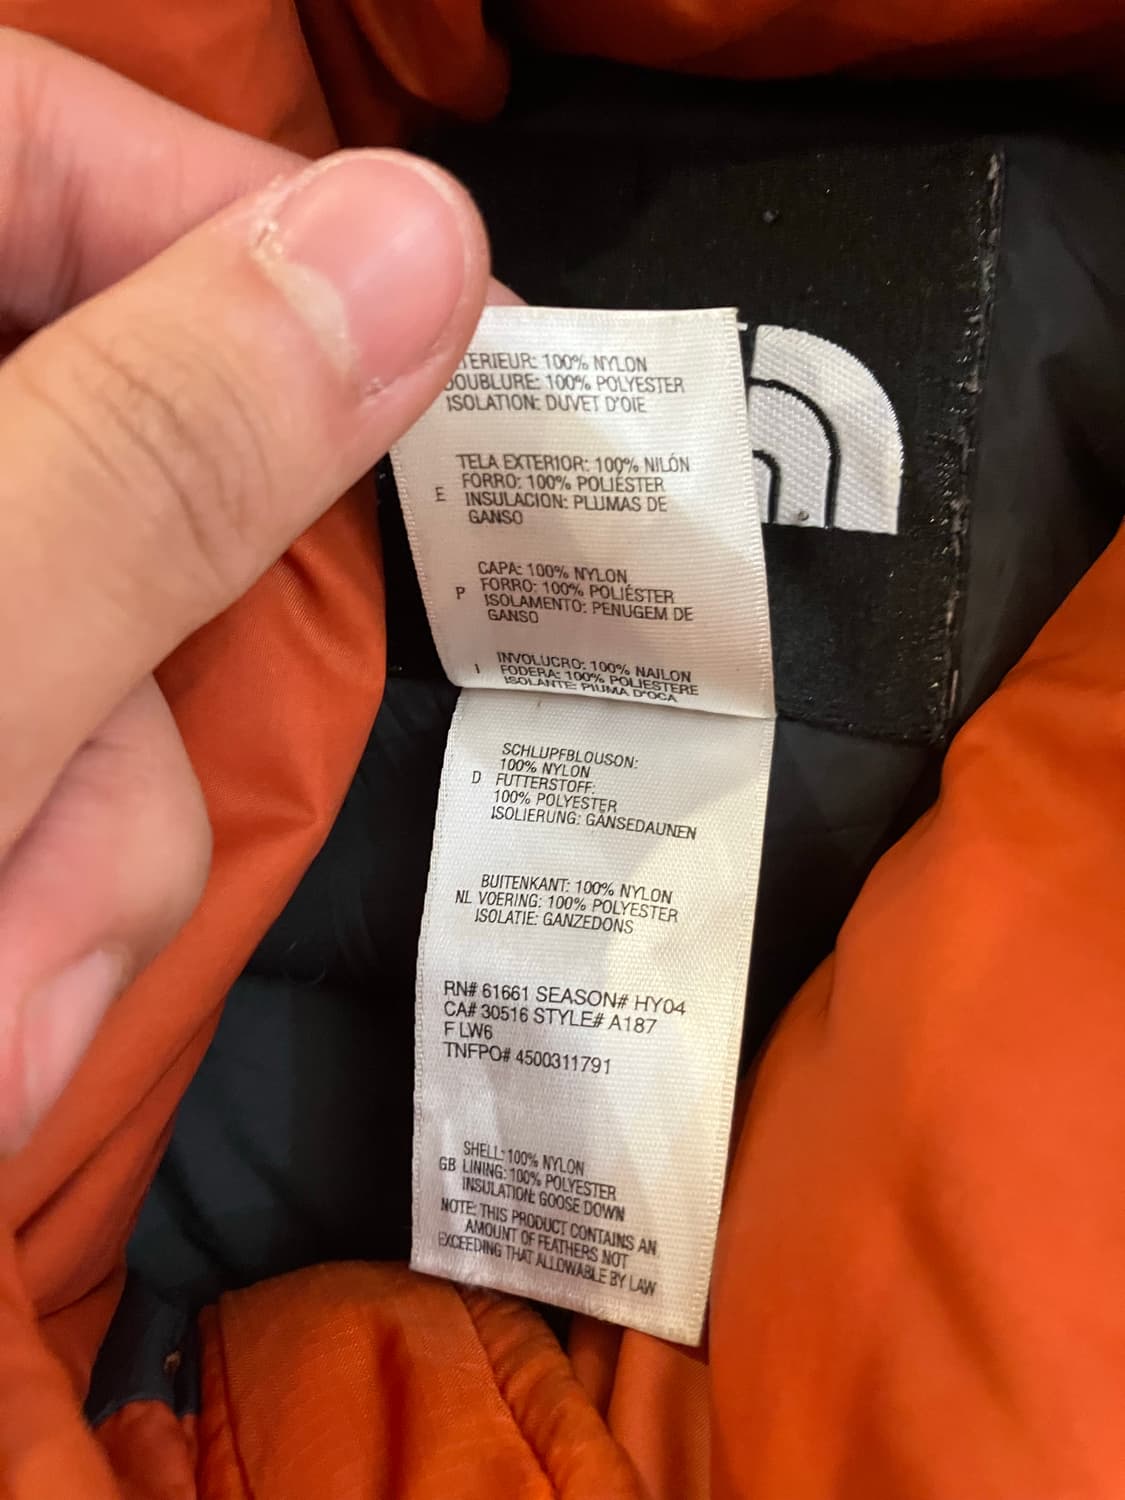 TERIEUR: 100% NYLON
DOUBLURE: 100% POLYESTER
ISOLATION: DUVET D'OIE
TELA EXTERIOR: 100% NILÓN
FORRO: 100% POLIÉSTER
E INSULACION: PLUMAS DE
GANSO
CAPA: 100% NYLON
P FORRO: 100% POLIÉSTER
ISOLAMENTO: PENUGEM DE
GANSO
INVOLUCRO: 100% NAILON
I FODERA: 100% POLIESTERE
ISOLANTE: PIUMA D'OCA
SCHLUPFBLOUSON:
100% NYLON
D FUTTERSTOFF:
100% POLYESTER
ISOLIERUNG: GÄNSEDAUNEN
BUITENKANT: 100% NYLON
NL VOERING: 100% POLYESTER
ISOLATIE: GANZEDONS
RN# 61661 SEASON# HY04
CA# 30516 STYLE# A187
F LW6
TNFPO# 4500311791
SHELL: 100% NYLON
GB LINING: 100% POLYESTER
INSULATION: GOOSE DOWN
NOTE: THIS PRODUCT CONTAINS AN
AMOUNT OF FEATHERS NOT
EXCEEDING THAT ALLOWABLE BY LAW